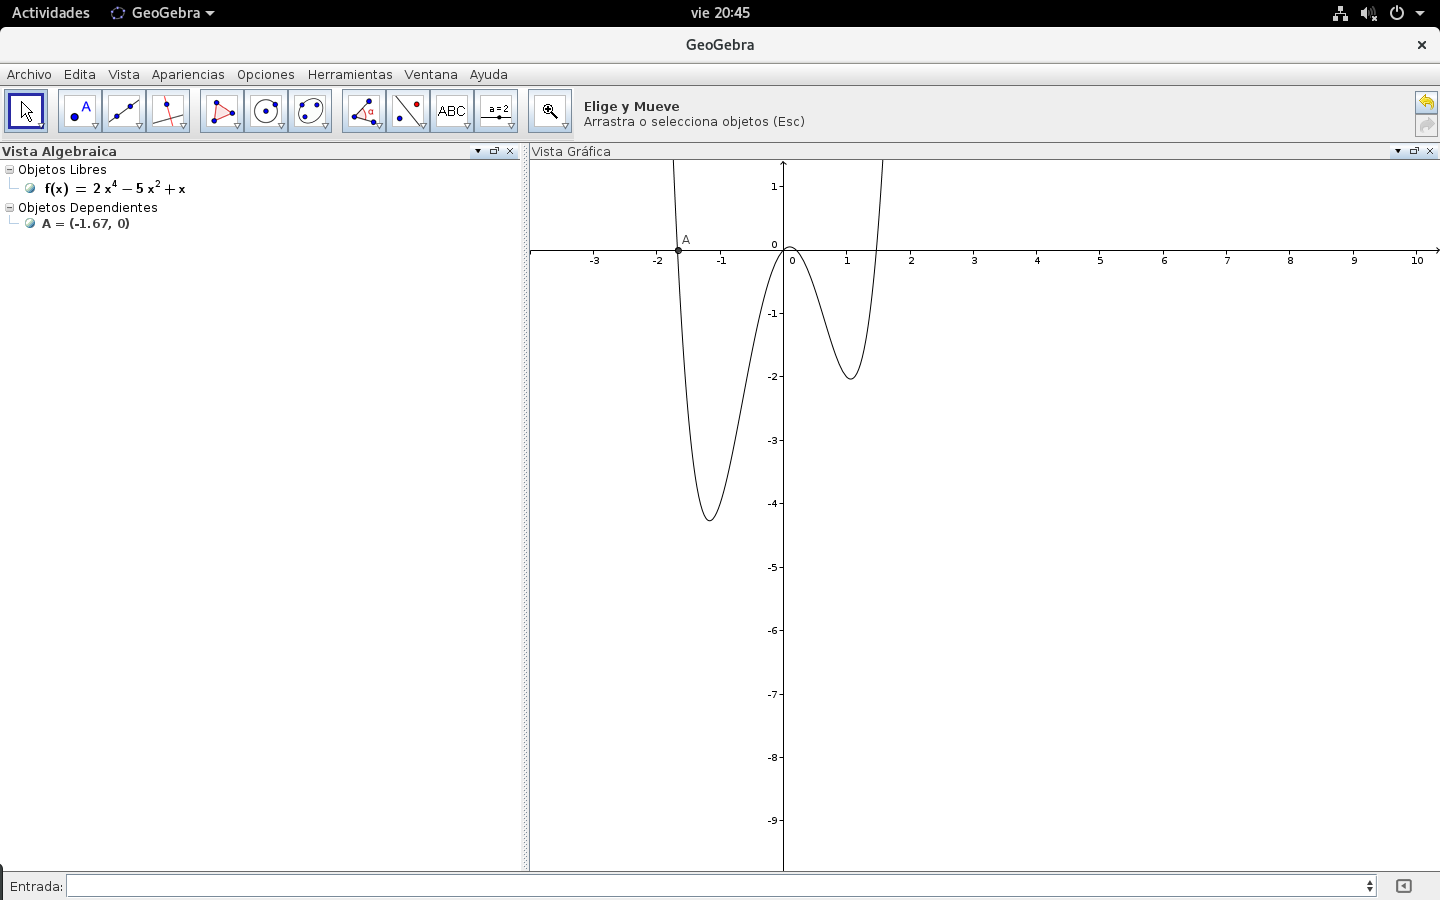 Actividades GeoGebra vie 20:45
GeoGebra
Archivo Edita Vista Apariencias Opciones Herramientas Ventana Ayuda
A ABC a=2 α
Elige y Mueve
Arrastra o selecciona objetos (Esc)
Vista Algebraica
Objetos Libres
f(x) = 2 x⁴ − 5 x² + x
Objetos Dependientes
A = (-1.67, 0)
Vista Gráfica
1
A
0
-3 -2 -1 0 1 2 3 4 5 6 7 8 9 10
-1
-2
-3
-4
-5
-6
-7
-8
-9
Entrada: